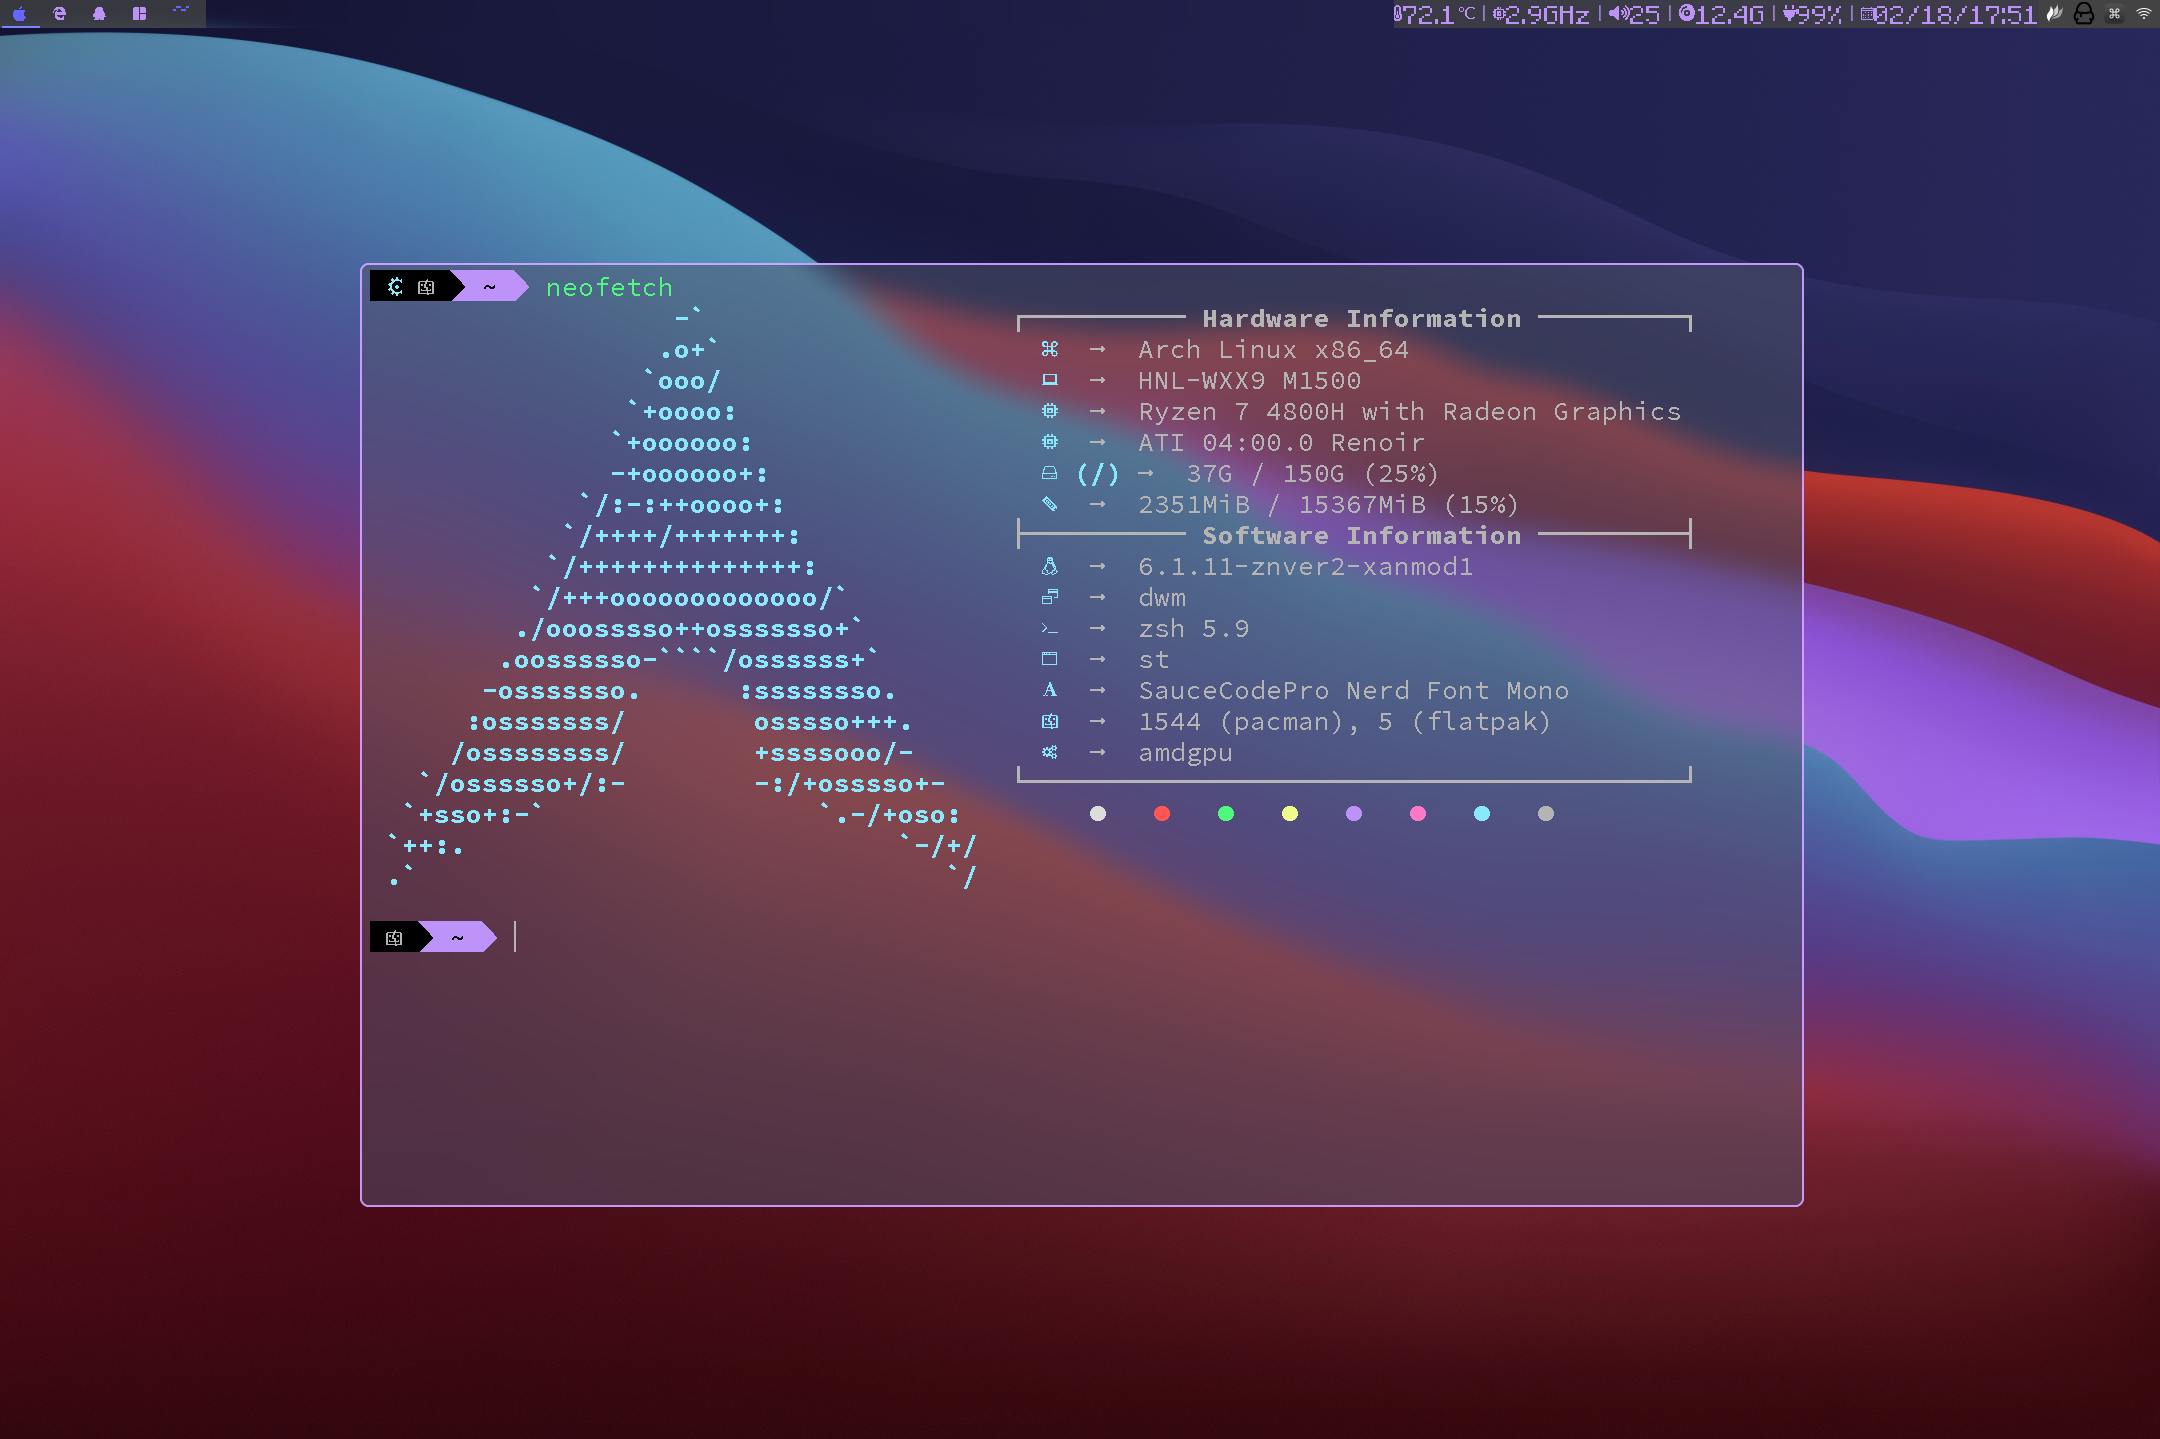 72.1 ℃ | 2.9GHz | 25 | 12.4G | 99% | 02/18/17:51
~ neofetch
-`
.o+`
`ooo/
`+oooo:
`+oooooo:
-+oooooo+:
`/:-:++oooo+:
`/++++/+++++++:
`/++++++++++++++:
`/+++ooooooooooooo/`
./ooosssso++osssssso+`
.oossssso-````/ossssss+`
-osssssso. :ssssssso.
:osssssss/ osssso+++.
/ossssssss/ +ssssooo/-
`/ossssso+/:- -:/+osssso+-
`+sso+:-` `.-/+oso:
`++:. `-/+/
.` `/
Hardware Information
→ Arch Linux x86_64
→ HNL-WXX9 M1500
→ Ryzen 7 4800H with Radeon Graphics
→ ATI 04:00.0 Renoir
(/) → 37G / 150G (25%)
→ 2351MiB / 15367MiB (15%)
Software Information
→ 6.1.11-znver2-xanmod1
→ dwm
→ zsh 5.9
→ st
→ SauceCodePro Nerd Font Mono
→ 1544 (pacman), 5 (flatpak)
→ amdgpu
~